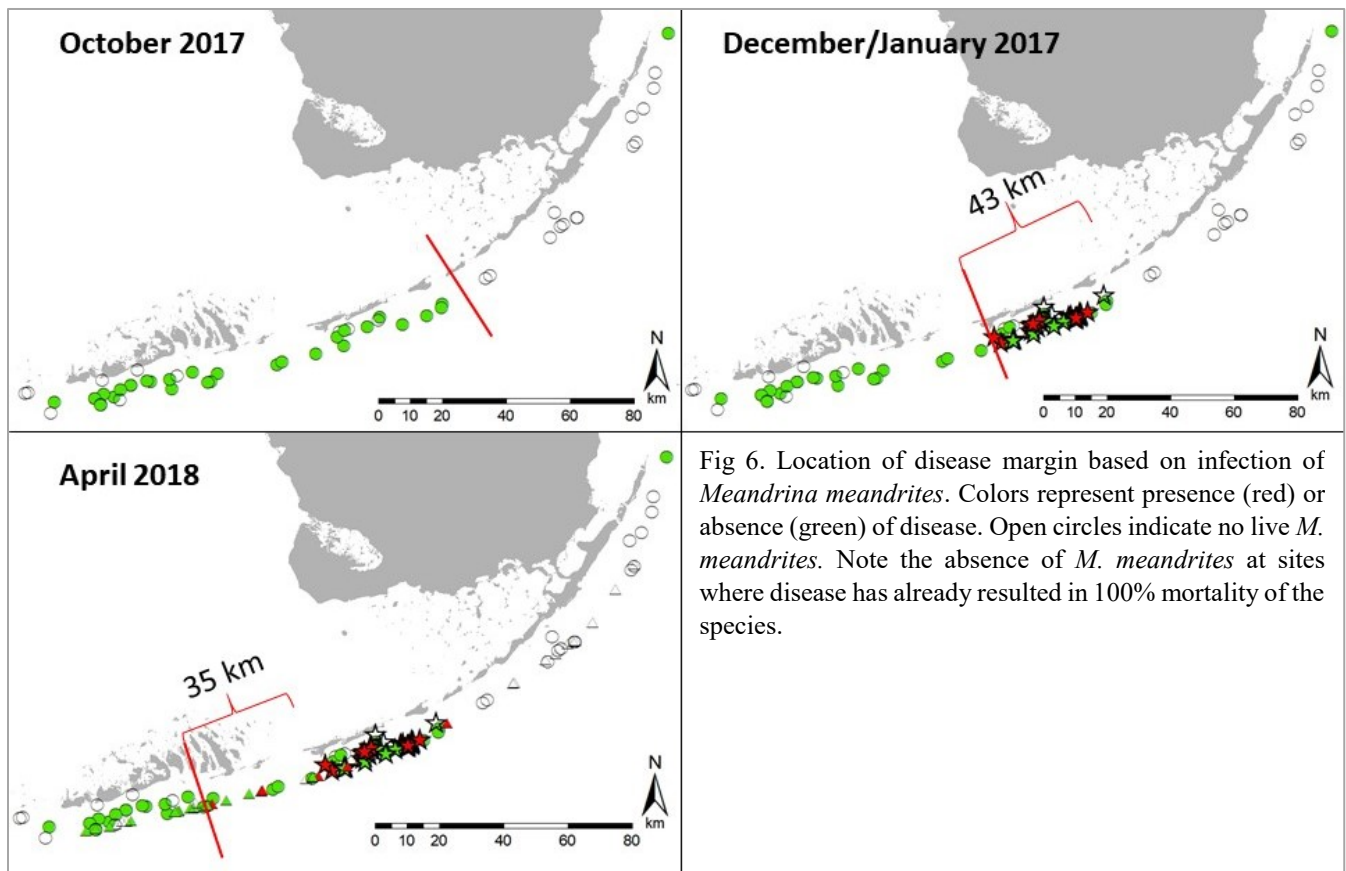 October 2017
N
km
0 10 20 40 60 80
December/January 2017
43 km
N
km
0 10 20 40 60 80
April 2018
35 km
N
km
0 10 20 40 60 80
Fig 6. Location of disease margin based on infection of
Meandrina meandrites. Colors represent presence (red) or
absence (green) of disease. Open circles indicate no live M.
meandrites. Note the absence of M. meandrites at sites
where disease has already resulted in 100% mortality of the
species.